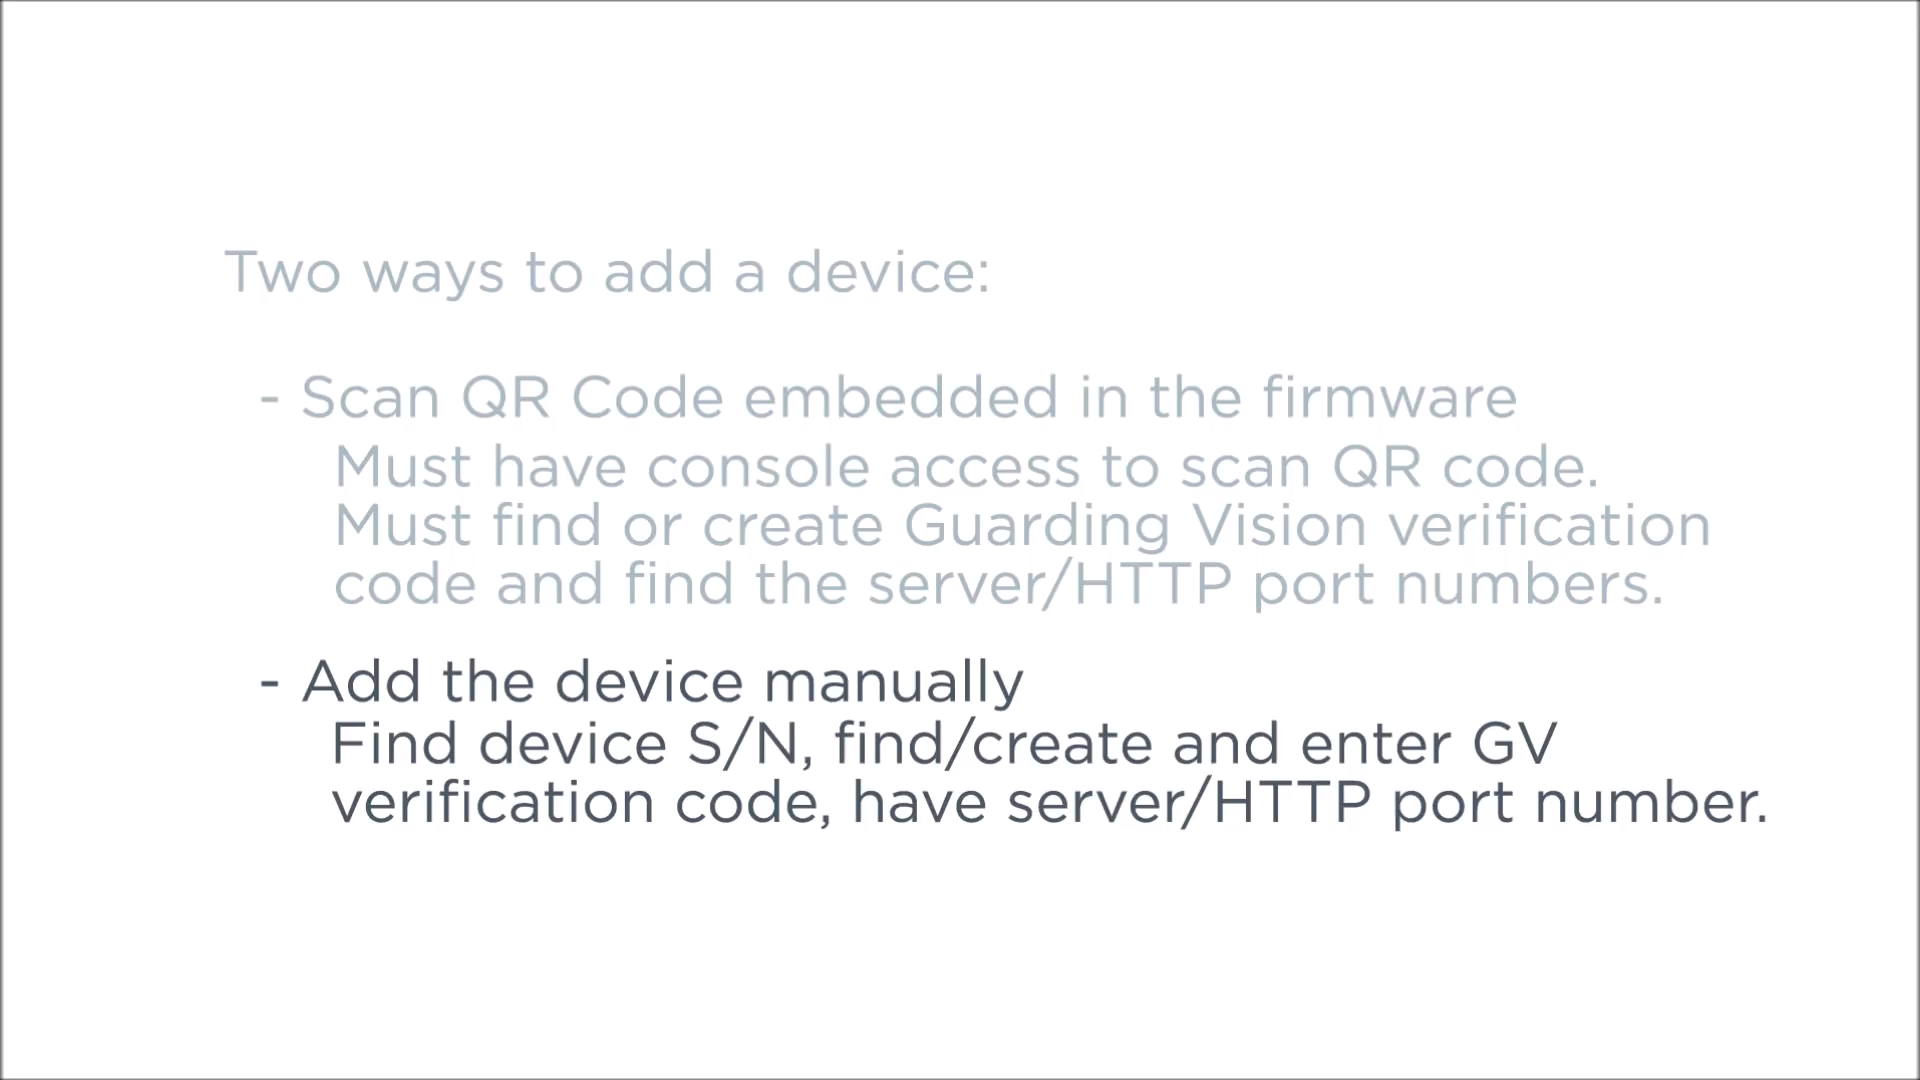 Two ways to add a device:
- Scan QR Code embedded in the firmware
Must have console access to scan QR code.
Must find or create Guarding Vision verification
code and find the server/HTTP port numbers.
- Add the device manually
Find device S/N, find/create and enter GV
verification code, have server/HTTP port number.